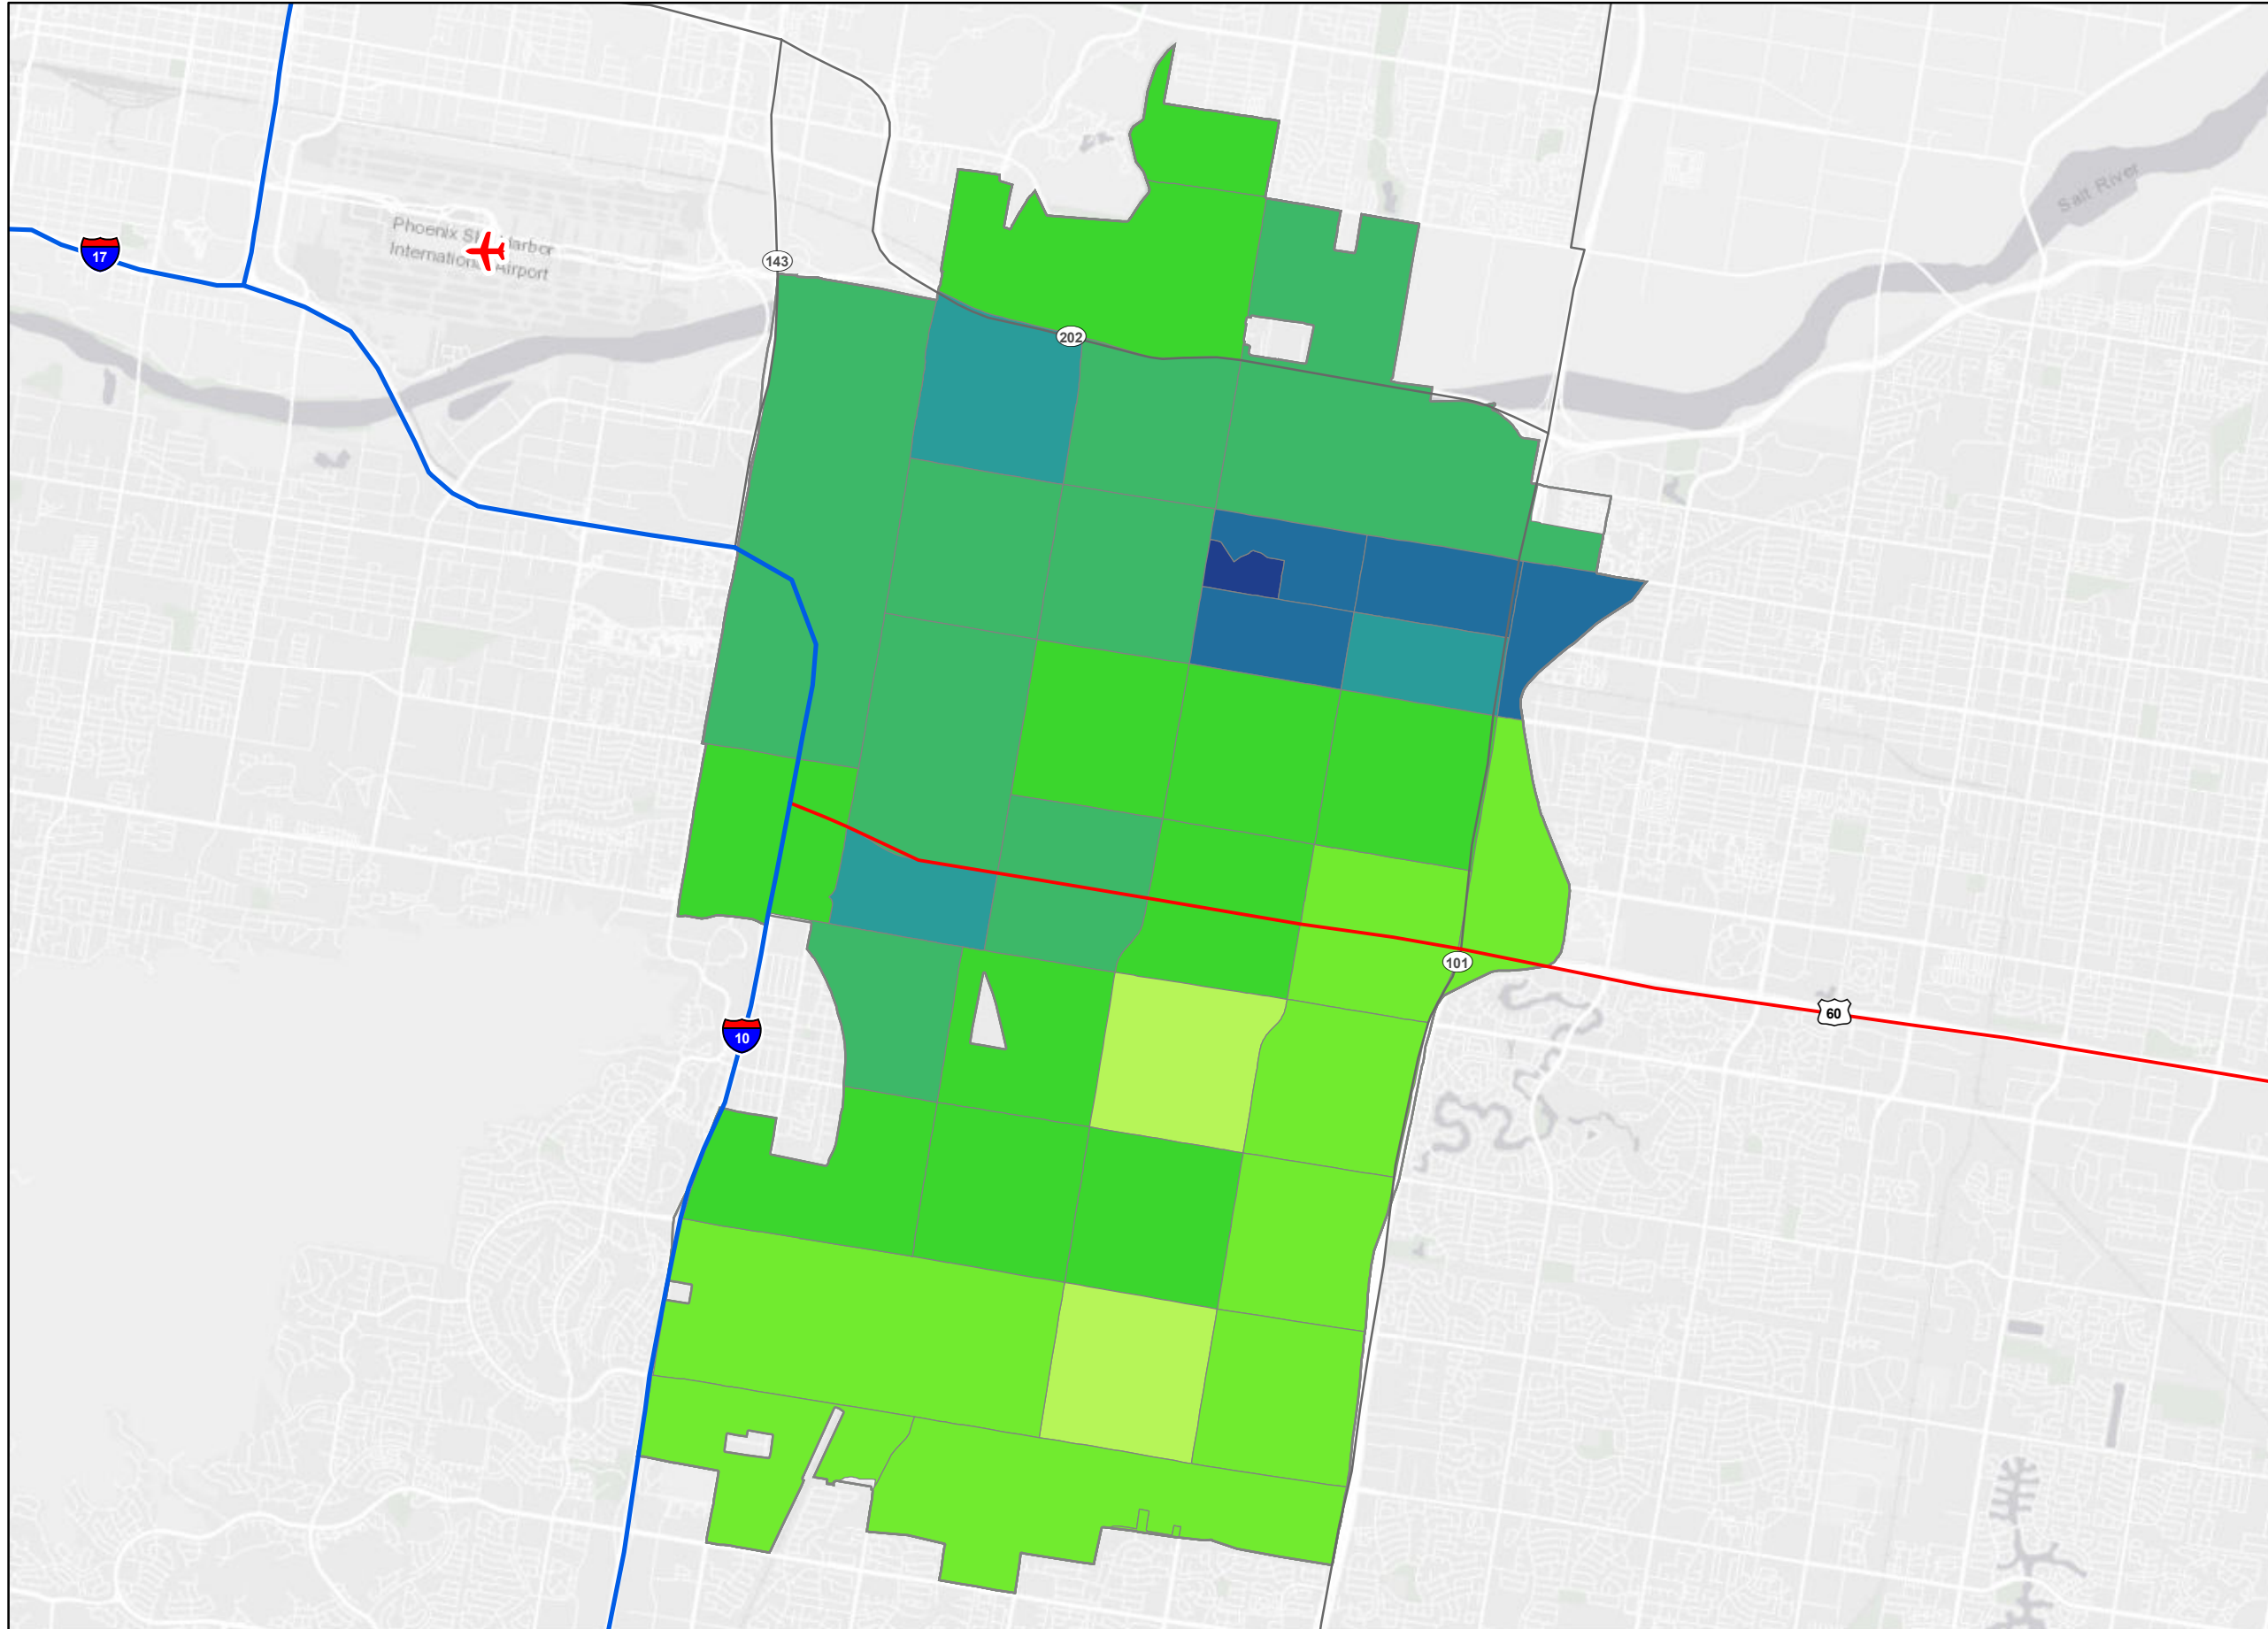 Salt River
Phoenix Sky Harbor
International Airport
17
143
202
101
60
10